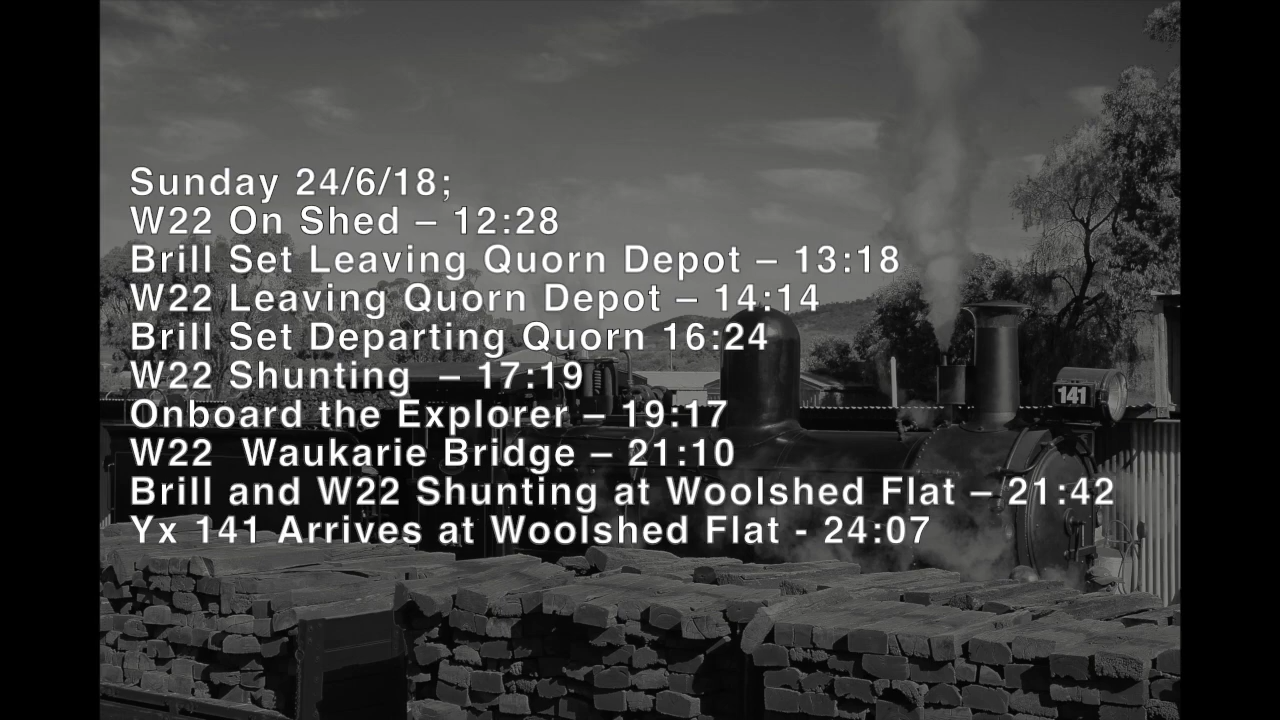 Sunday 24/6/18;
W22 On Shed – 12:28
Brill Set Leaving Quorn Depot – 13:18
W22 Leaving Quorn Depot – 14:14
Brill Set Departing Quorn 16:24
W22 Shunting  – 17:19
Onboard the Explorer – 19:17
W22  Waukarie Bridge – 21:10
Brill and W22 Shunting at Woolshed Flat – 21:42
Yx 141 Arrives at Woolshed Flat - 24:07
141